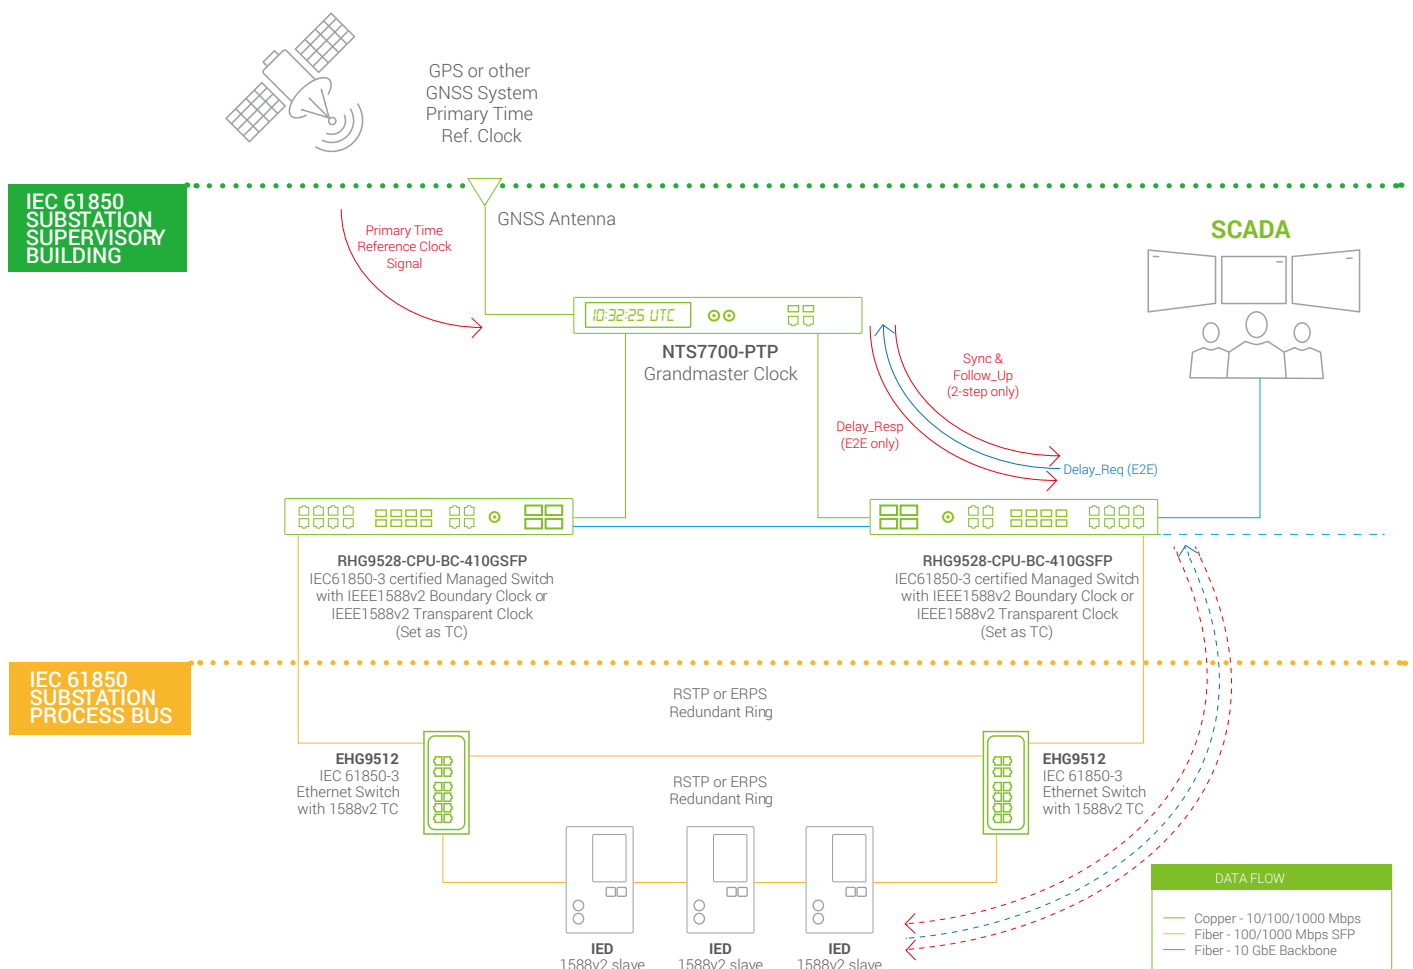 GPS or other
GNSS System
Primary Time
Ref. Clock
IEC 61850
SUBSTATION
SUPERVISORY
BUILDING
GNSS Antenna
Primary Time
Reference Clock
Signal
SCADA
10:32:25 UTC
NTS7700-PTP
Grandmaster Clock
Sync &
Follow_Up
(2-step only)
Delay_Resp
(E2E only)
Delay_Req (E2E)
RHG9528-CPU-BC-410GSFP
IEC61850-3 certified Managed Switch
with IEEE1588v2 Boundary Clock or
IEEE1588v2 Transparent Clock
(Set as TC)
RHG9528-CPU-BC-410GSFP
IEC61850-3 certified Managed Switch
with IEEE1588v2 Boundary Clock or
IEEE1588v2 Transparent Clock
(Set as TC)
IEC 61850
SUBSTATION
PROCESS BUS
RSTP or ERPS
Redundant Ring
EHG9512
IEC 61850-3
Ethernet Switch
with 1588v2 TC
RSTP or ERPS
Redundant Ring
EHG9512
IEC 61850-3
Ethernet Switch
with 1588v2 TC
IED
1588v2 slave
IED
1588v2 slave
IED
1588v2 slave
DATA FLOW
Copper - 10/100/1000 Mbps
Fiber - 100/1000 Mbps SFP
Fiber - 10 GbE Backbone